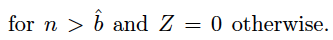 for n > b̂ and Z = 0 otherwise.